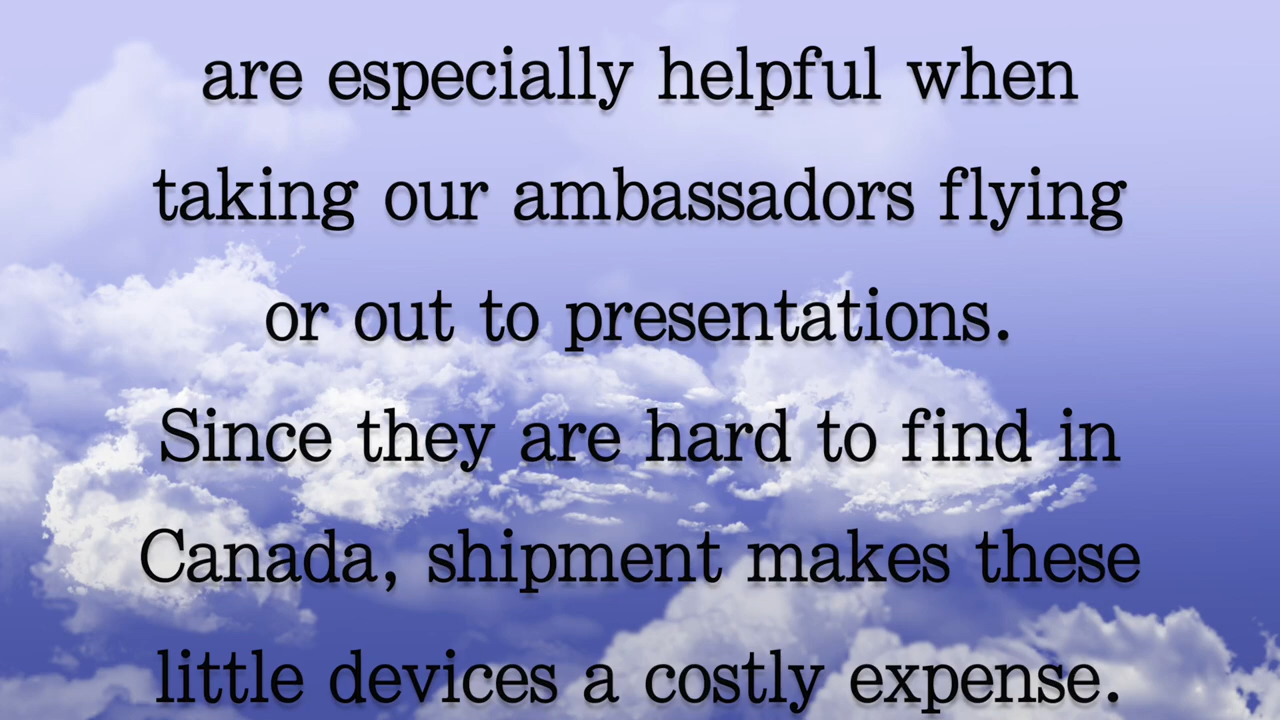 are especially helpful when
taking our ambassadors flying
or out to presentations.
Since they are hard to find in
Canada, shipment makes these
little devices a costly expense.